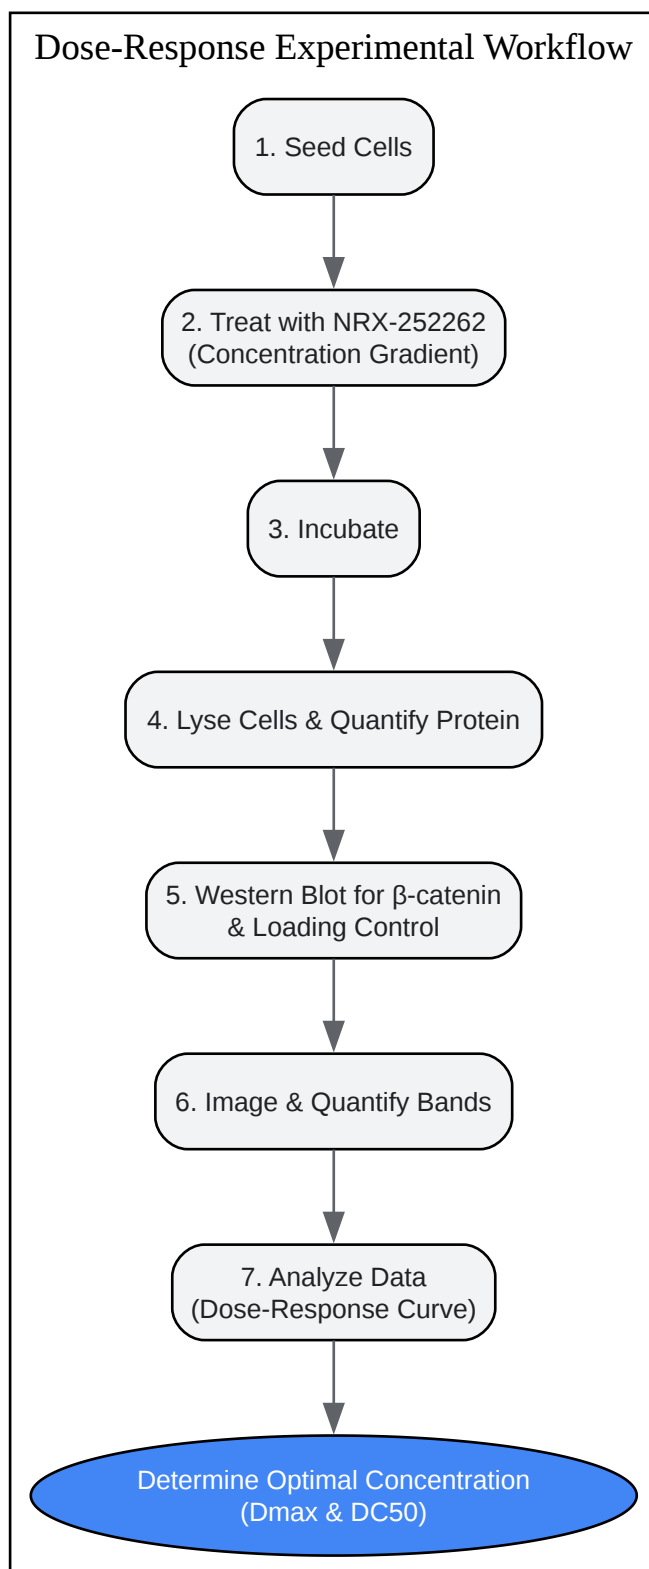 Dose-Response Experimental Workflow
1. Seed Cells
2. Treat with NRX-252262
(Concentration Gradient)
3. Incubate
4. Lyse Cells & Quantify Protein
5. Western Blot for β-catenin
& Loading Control
6. Image & Quantify Bands
7. Analyze Data
(Dose-Response Curve)
Determine Optimal Concentration
(Dmax & DC50)